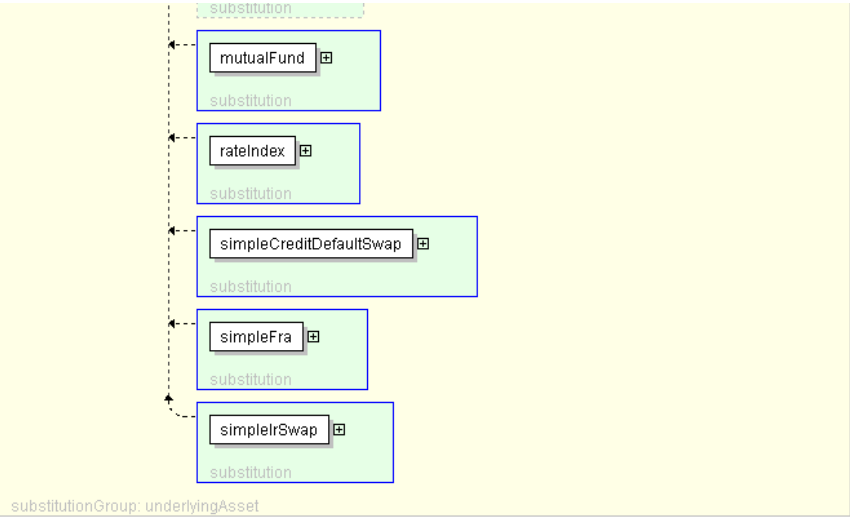 substitution
mutualFund
substitution
rateIndex
substitution
simpleCreditDefaultSwap
substitution
simpleFra
substitution
simpleIrSwap
substitution
substitutionGroup: underlyingAsset